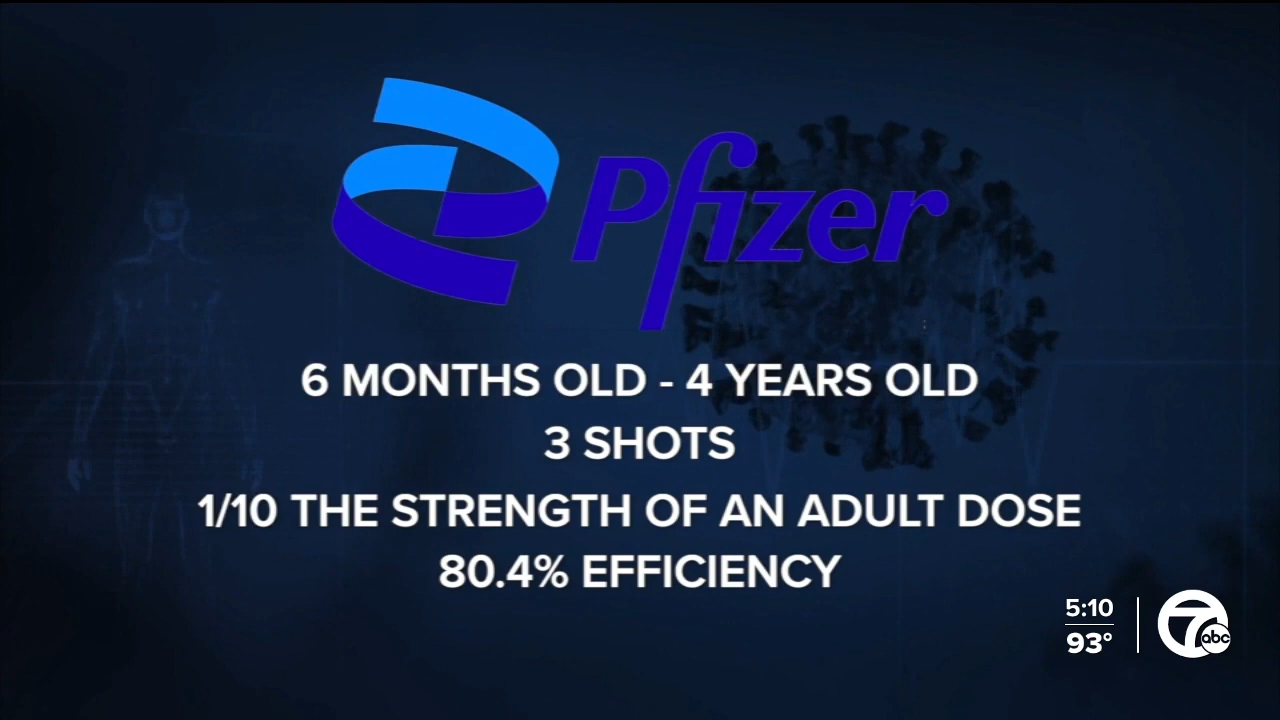 Pfizer
6 MONTHS OLD - 4 YEARS OLD
3 SHOTS
1/10 THE STRENGTH OF AN ADULT DOSE
80.4% EFFICIENCY
5:10
93°
7
abc